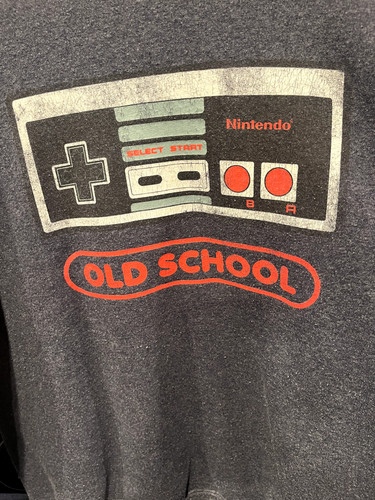 Nintendo
SELECT START
B A
OLD SCHOOL